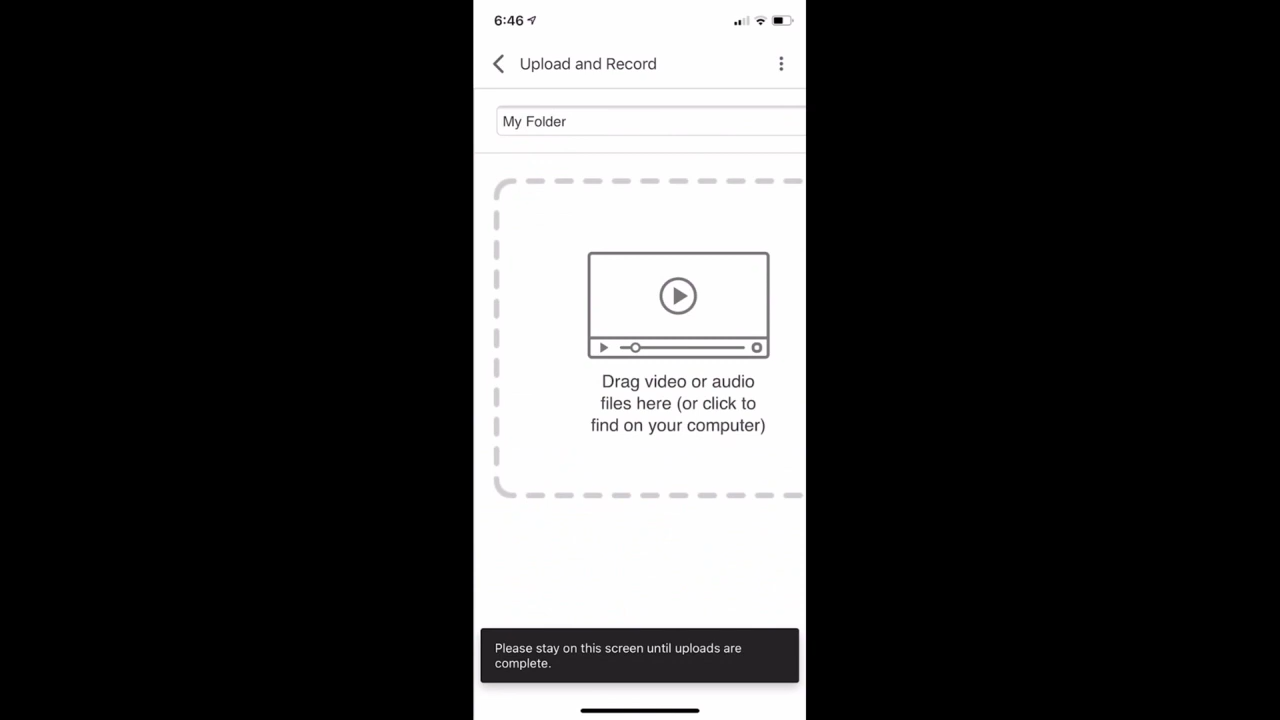 6:46
Upload and Record
My Folder
Drag video or audio
files here (or click to
find on your computer)
Please stay on this screen until uploads are
complete.